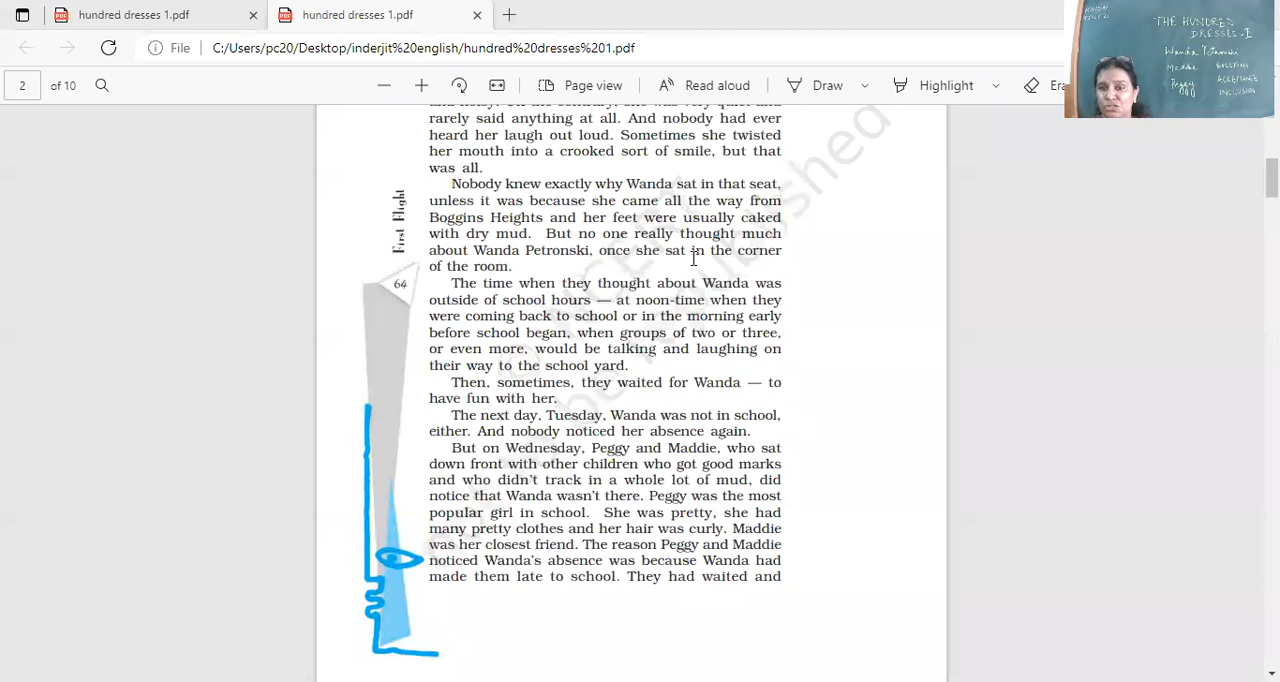 hundred dresses 1.pdf
hundred dresses 1.pdf
File C:/Users/pc20/Desktop/inderjit%20english/hundred%20dresses%201.pdf
2 of 10 Page view Read aloud Draw Highlight Era
THE HUNDRED
DRESSES-I
Wanda
Maddie BULLYING
Peggy ACCEPTANCE
INCLUSION
rarely said anything at all. And nobody had ever
heard her laugh out loud. Sometimes she twisted
her mouth into a crooked sort of smile, but that
was all.
Nobody knew exactly why Wanda sat in that seat,
unless it was because she came all the way from
Boggins Heights and her feet were usually caked
with dry mud. But no one really thought much
about Wanda Petronski, once she sat in the corner
of the room.
The time when they thought about Wanda was
outside of school hours — at noon-time when they
were coming back to school or in the morning early
before school began, when groups of two or three,
or even more, would be talking and laughing on
their way to the school yard.
Then, sometimes, they waited for Wanda — to
have fun with her.
The next day, Tuesday, Wanda was not in school,
either. And nobody noticed her absence again.
But on Wednesday, Peggy and Maddie, who sat
down front with other children who got good marks
and who didn't track in a whole lot of mud, did
notice that Wanda wasn't there. Peggy was the most
popular girl in school. She was pretty, she had
many pretty clothes and her hair was curly. Maddie
was her closest friend. The reason Peggy and Maddie
noticed Wanda's absence was because Wanda had
made them late to school. They had waited and
First Flight
64
© NCERT
not to be republished